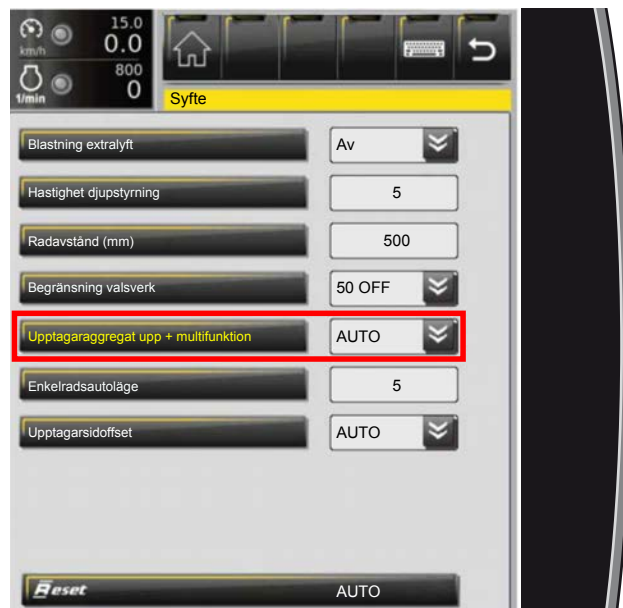 15.0
km/h 0.0
800
1/min 0
Syfte
Blastning extralyft Av
Hastighet djupstyrning 5
Radavstånd (mm) 500
Begränsning valsverk 50 OFF
Upptagaraggregat upp + multifunktion AUTO
Enkelradsautoläge 5
Upptagarsidoffset AUTO
Reset AUTO